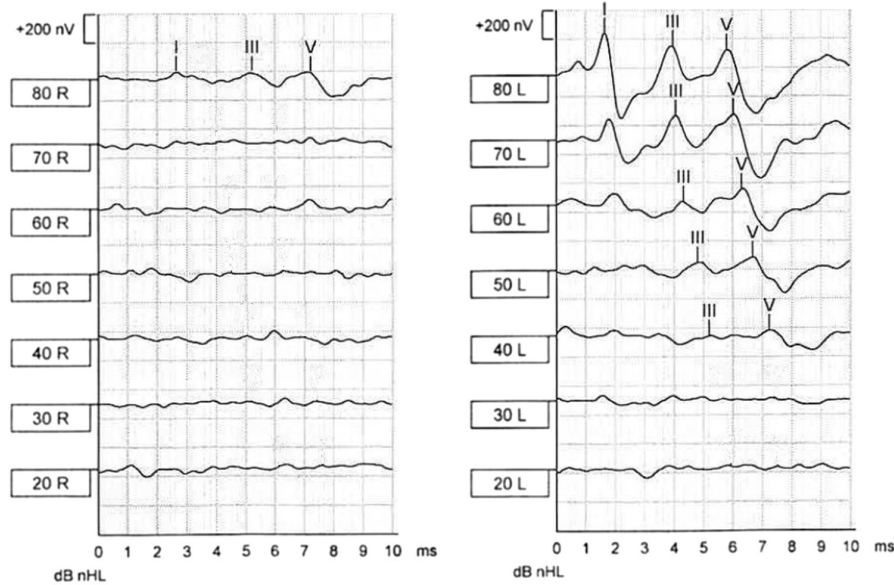 +200 nV
I III V
80 R
70 R
60 R
50 R
40 R
30 R
20 R
0 1 2 3 4 5 6 7 8 9 10 ms
dB nHL
+200 nV
I III V
80 L
III V
70 L
III V
60 L
III V
50 L
III V
40 L
30 L
20 L
0 1 2 3 4 5 6 7 8 9 10 ms
dB nHL